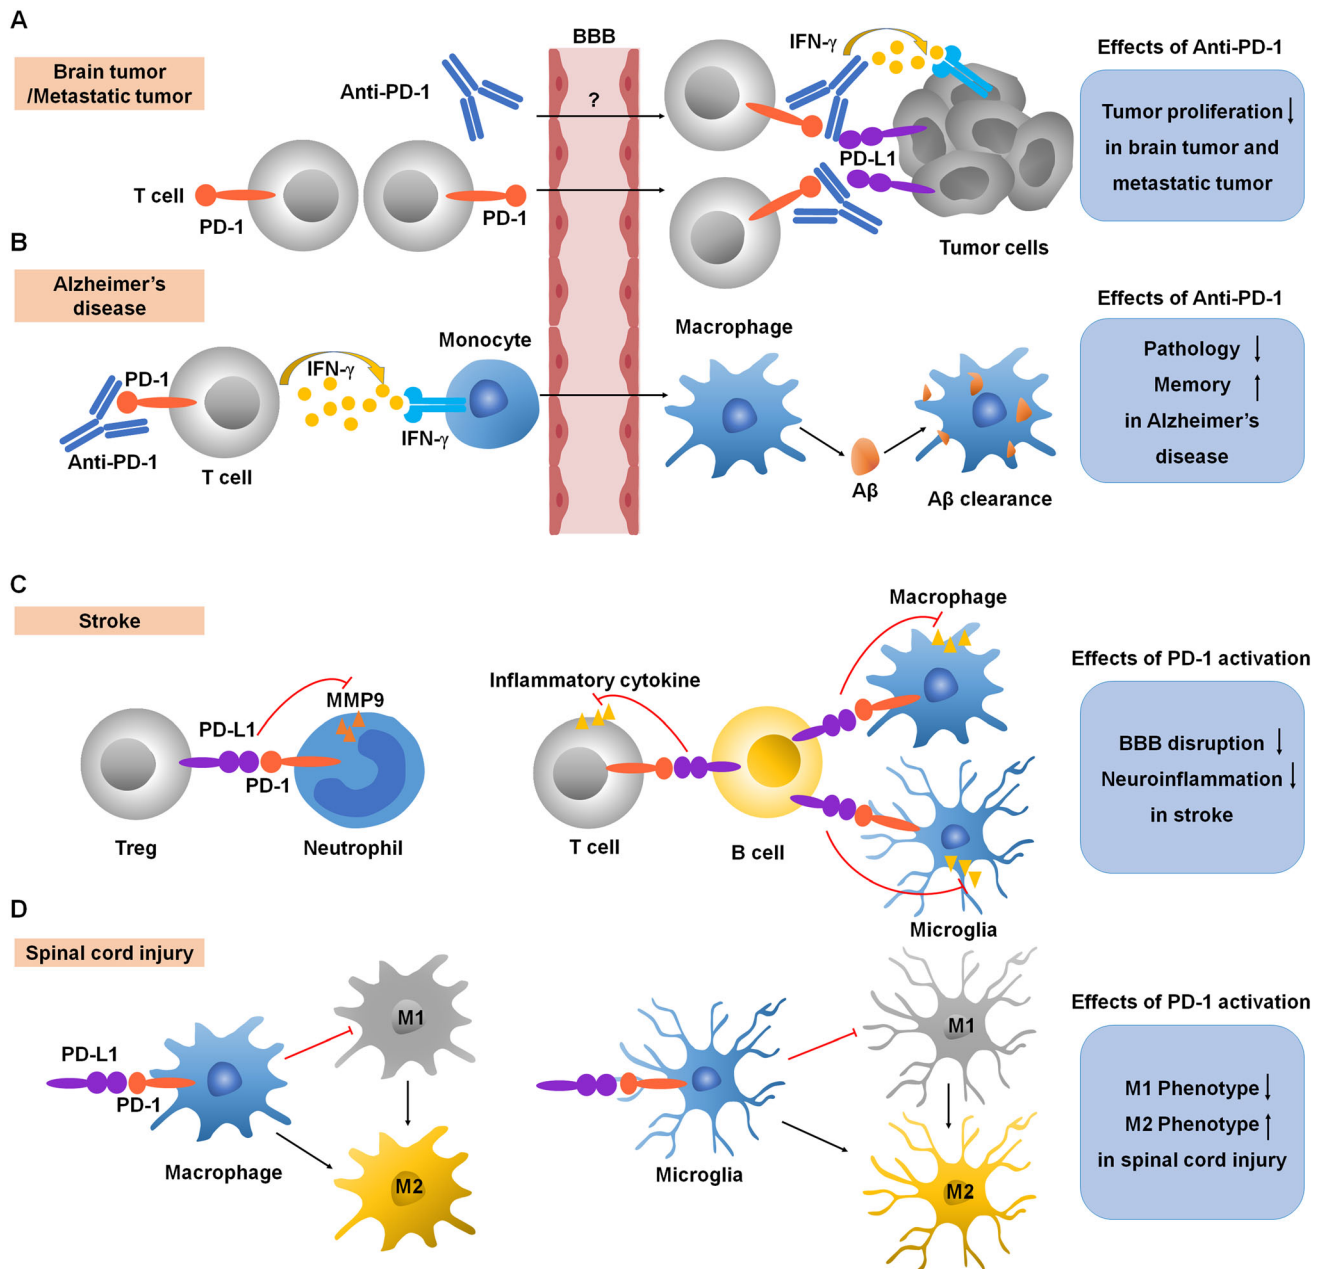 A
Brain tumor
/Metastatic tumor
Anti-PD-1
BBB
?
IFN-γ
PD-L1
T cell
PD-1
PD-1
Tumor cells
Effects of Anti-PD-1
Tumor proliferation ↓
in brain tumor and
metastatic tumor
B
Alzheimer's
disease
PD-1
Anti-PD-1
T cell
IFN-γ
Monocyte
IFN-γ
Macrophage
Aβ
Aβ clearance
Effects of Anti-PD-1
Pathology ↓
Memory ↑
in Alzheimer's
disease
C
Stroke
PD-L1
MMP9
PD-1
Treg
Neutrophil
Inflammatory cytokine
T cell
B cell
Macrophage
Microglia
Effects of PD-1 activation
BBB disruption ↓
Neuroinflammation ↓
in stroke
D
Spinal cord injury
PD-L1
PD-1
Macrophage
M1
M2
Microglia
M1
M2
Effects of PD-1 activation
M1 Phenotype ↓
M2 Phenotype ↑
in spinal cord injury